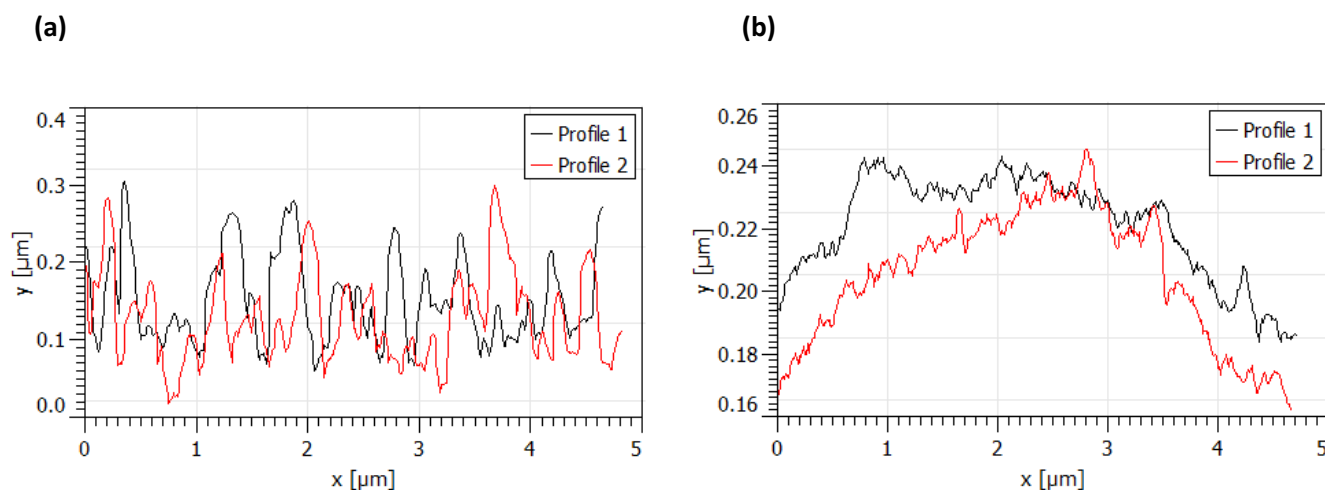 (a)
(b)
0.4
0.3
0.2
0.1
0.0
y [µm]
Profile 1
Profile 2
0 1 2 3 4 5
x [µm]
0.26
0.24
0.22
0.20
0.18
0.16
y [µm]
Profile 1
Profile 2
0 1 2 3 4 5
x [µm]